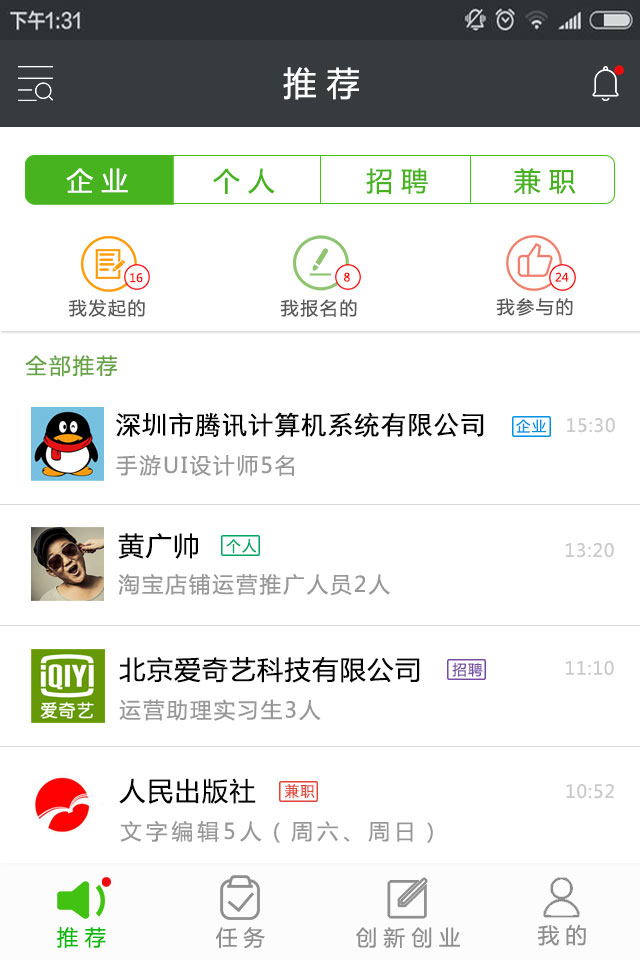 下午1:31
推荐
企业 个人 招聘 兼职
16 8 24
我发起的 我报名的 我参与的
全部推荐
深圳市腾讯计算机系统有限公司 企业 15:30
手游UI设计师5名
黄广帅 个人 13:20
淘宝店铺运营推广人员2人
iQIYI
爱奇艺
北京爱奇艺科技有限公司 招聘 11:10
运营助理实习生3人
人民出版社 兼职 10:52
文字编辑5人（周六、周日）
推荐 任务 创新创业 我的